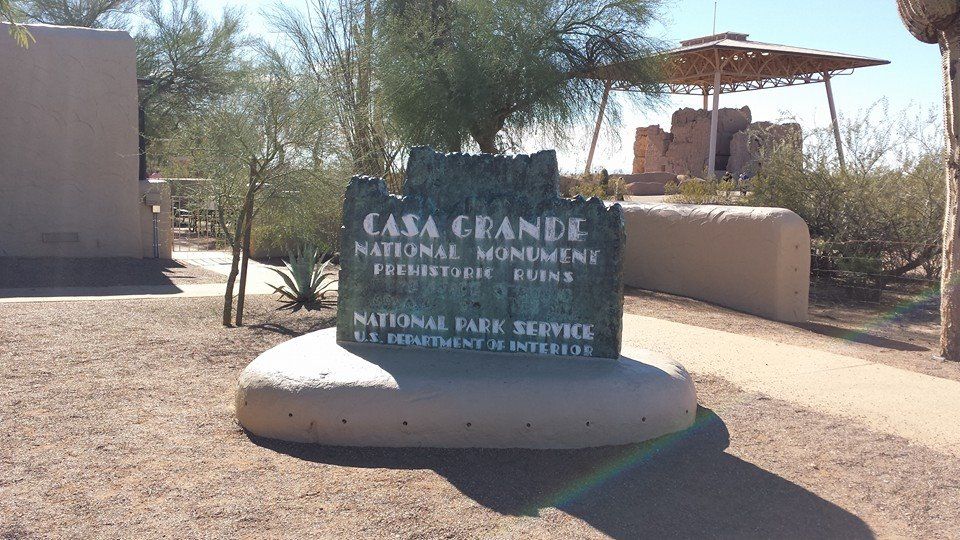 CASA GRANDE
NATIONAL MONUMENT
PREHISTORIC RUINS
NATIONAL PARK SERVICE
U.S. DEPARTMENT OF INTERIOR